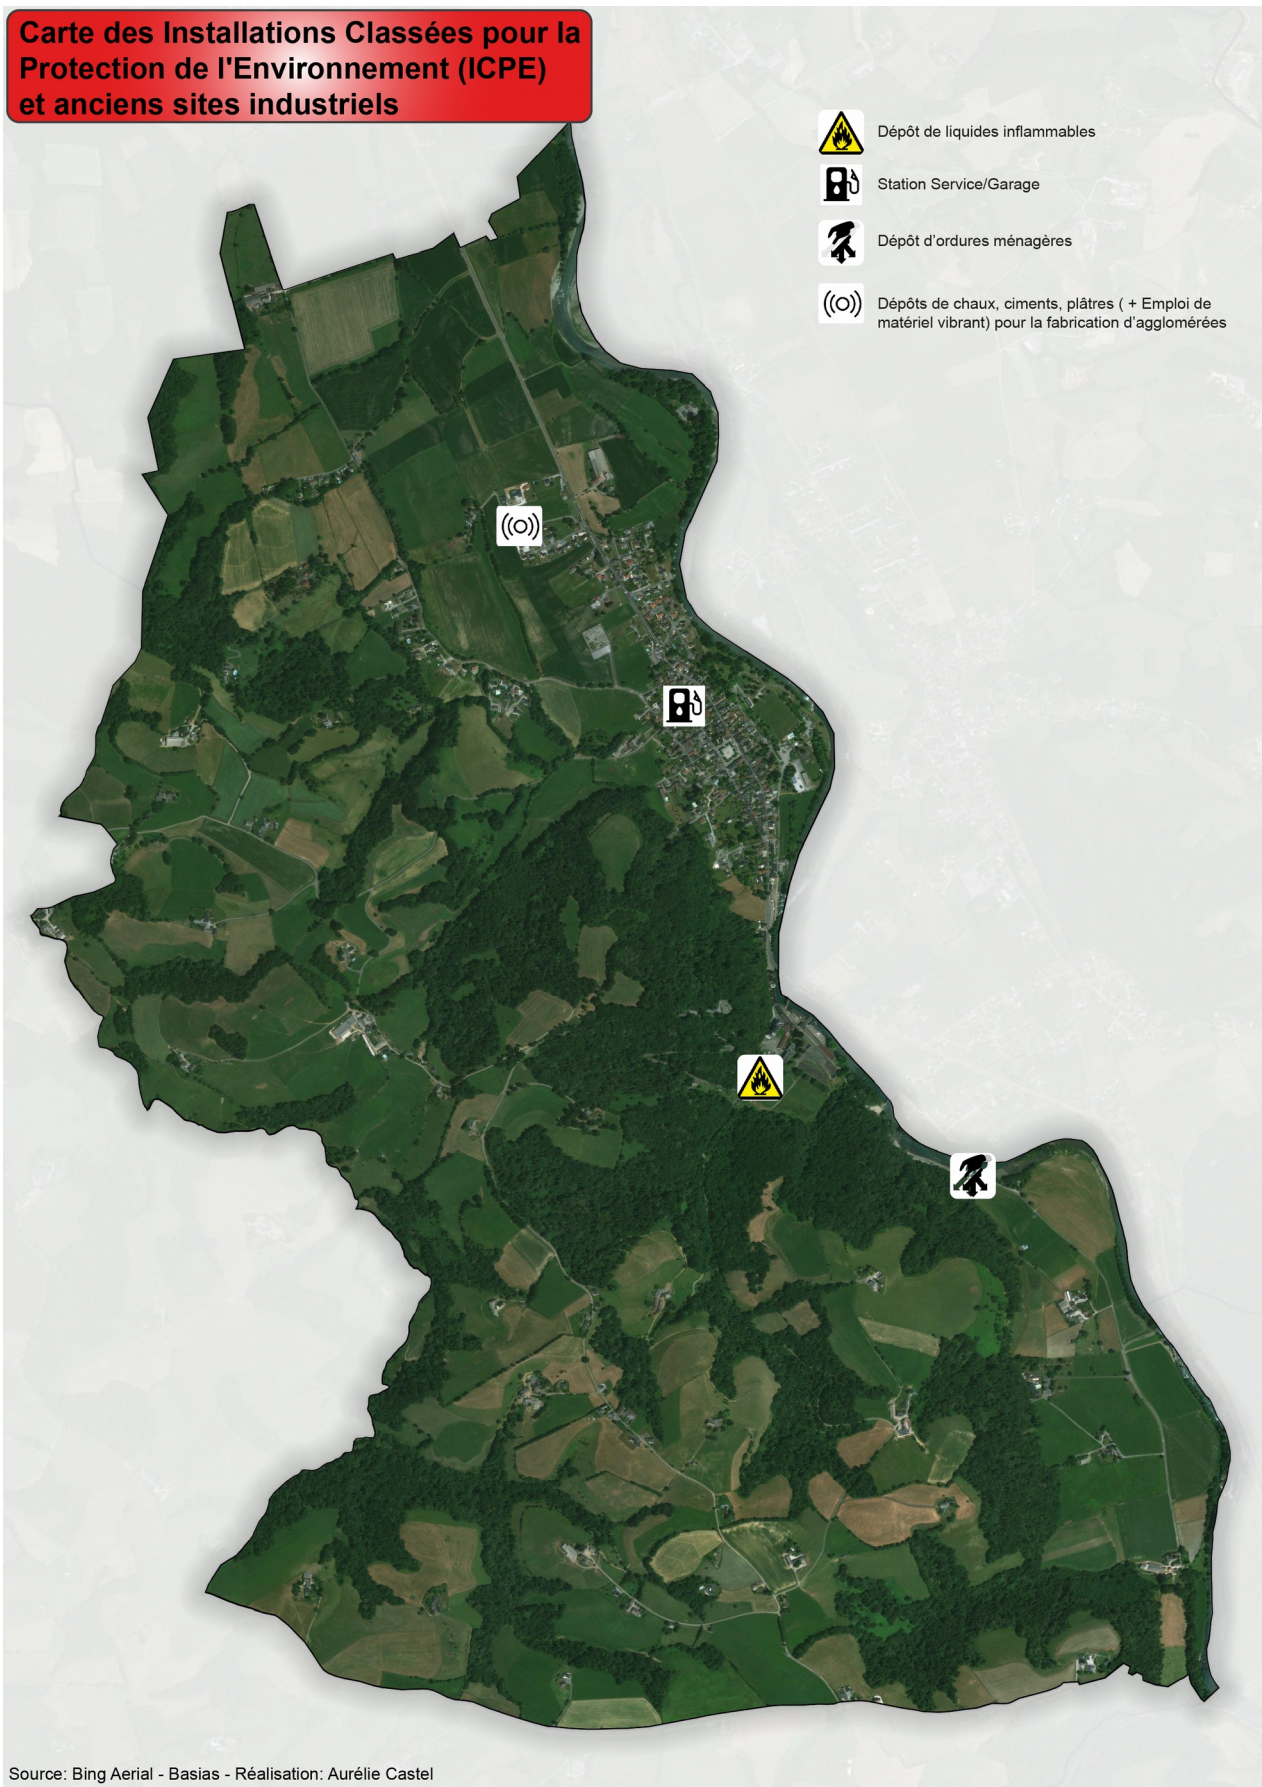 Carte des Installations Classées pour la
Protection de l'Environnement (ICPE)
et anciens sites industriels
Dépôt de liquides inflammables
Station Service/Garage
Dépôt d'ordures ménagères
Dépôts de chaux, ciments, plâtres ( + Emploi de
matériel vibrant) pour la fabrication d'agglomérées
Source: Bing Aerial - Basias - Réalisation: Aurélie Castel